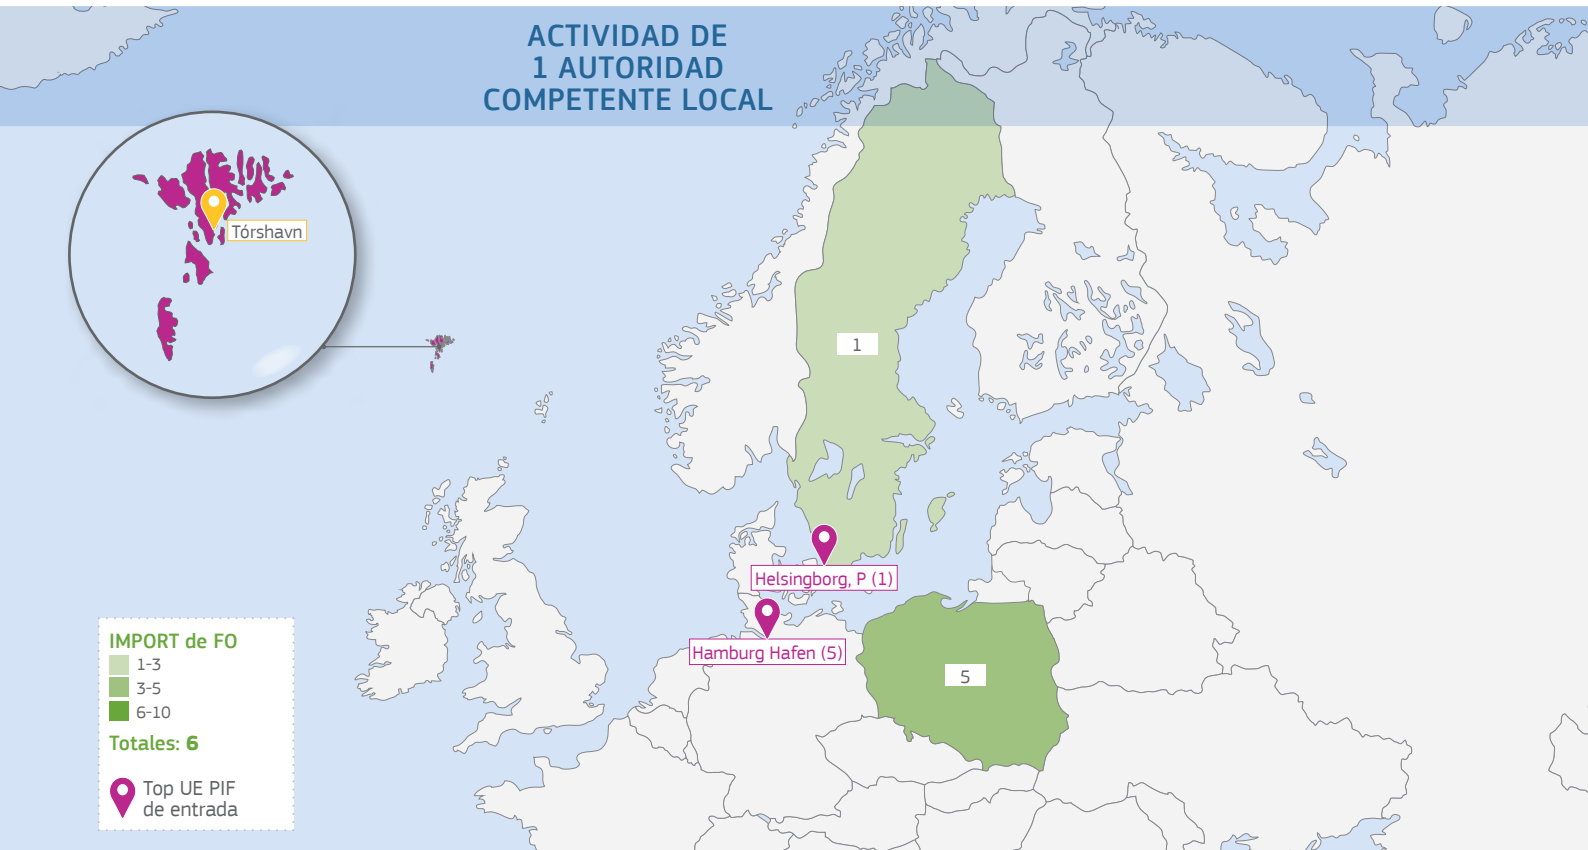 ACTIVIDAD DE
1 AUTORIDAD
COMPETENTE LOCAL
Tórshavn
1
Helsingborg, P (1)
Hamburg Hafen (5)
5
IMPORT de FO
1-3
3-5
6-10
Totales: 6
Top UE PIF
de entrada